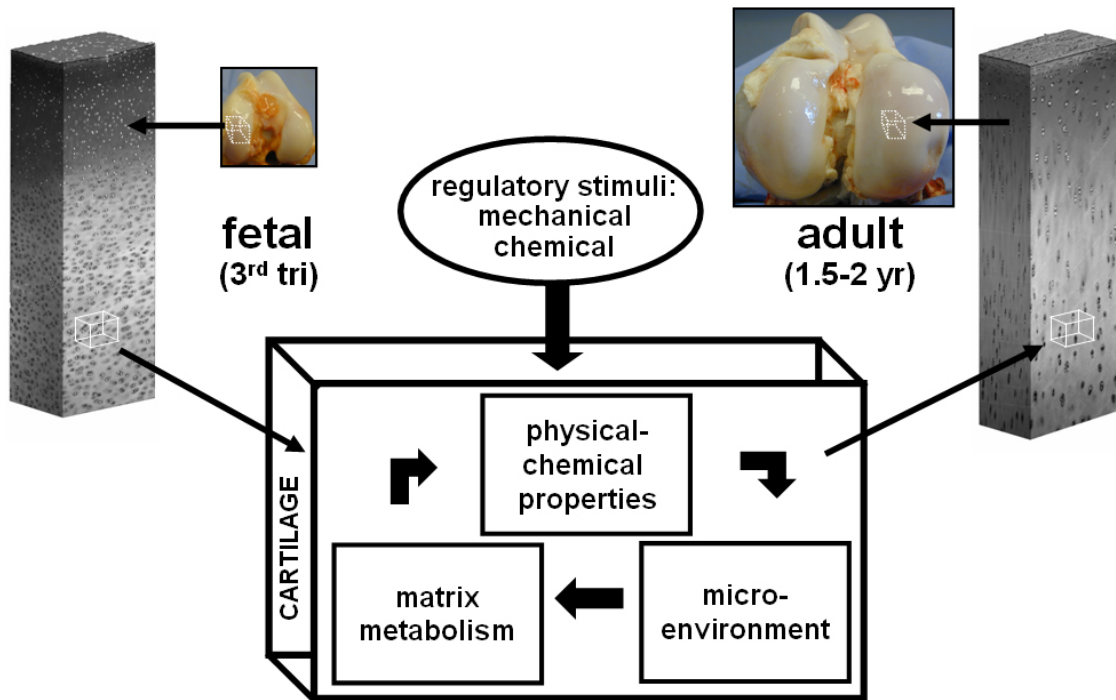 regulatory stimuli:
mechanical
chemical
fetal
(3rd tri)
adult
(1.5-2 yr)
CARTILAGE
physical-
chemical
properties
matrix
metabolism
micro-
environment